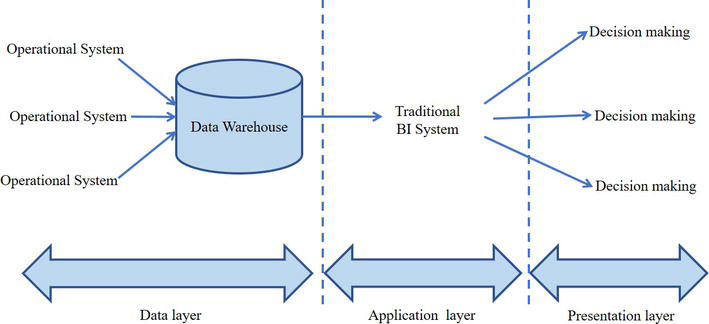 Operational System
Operational System
Operational System
Data Warehouse
Traditional
BI System
Decision making
Decision making
Decision making
Data layer
Application layer
Presentation layer